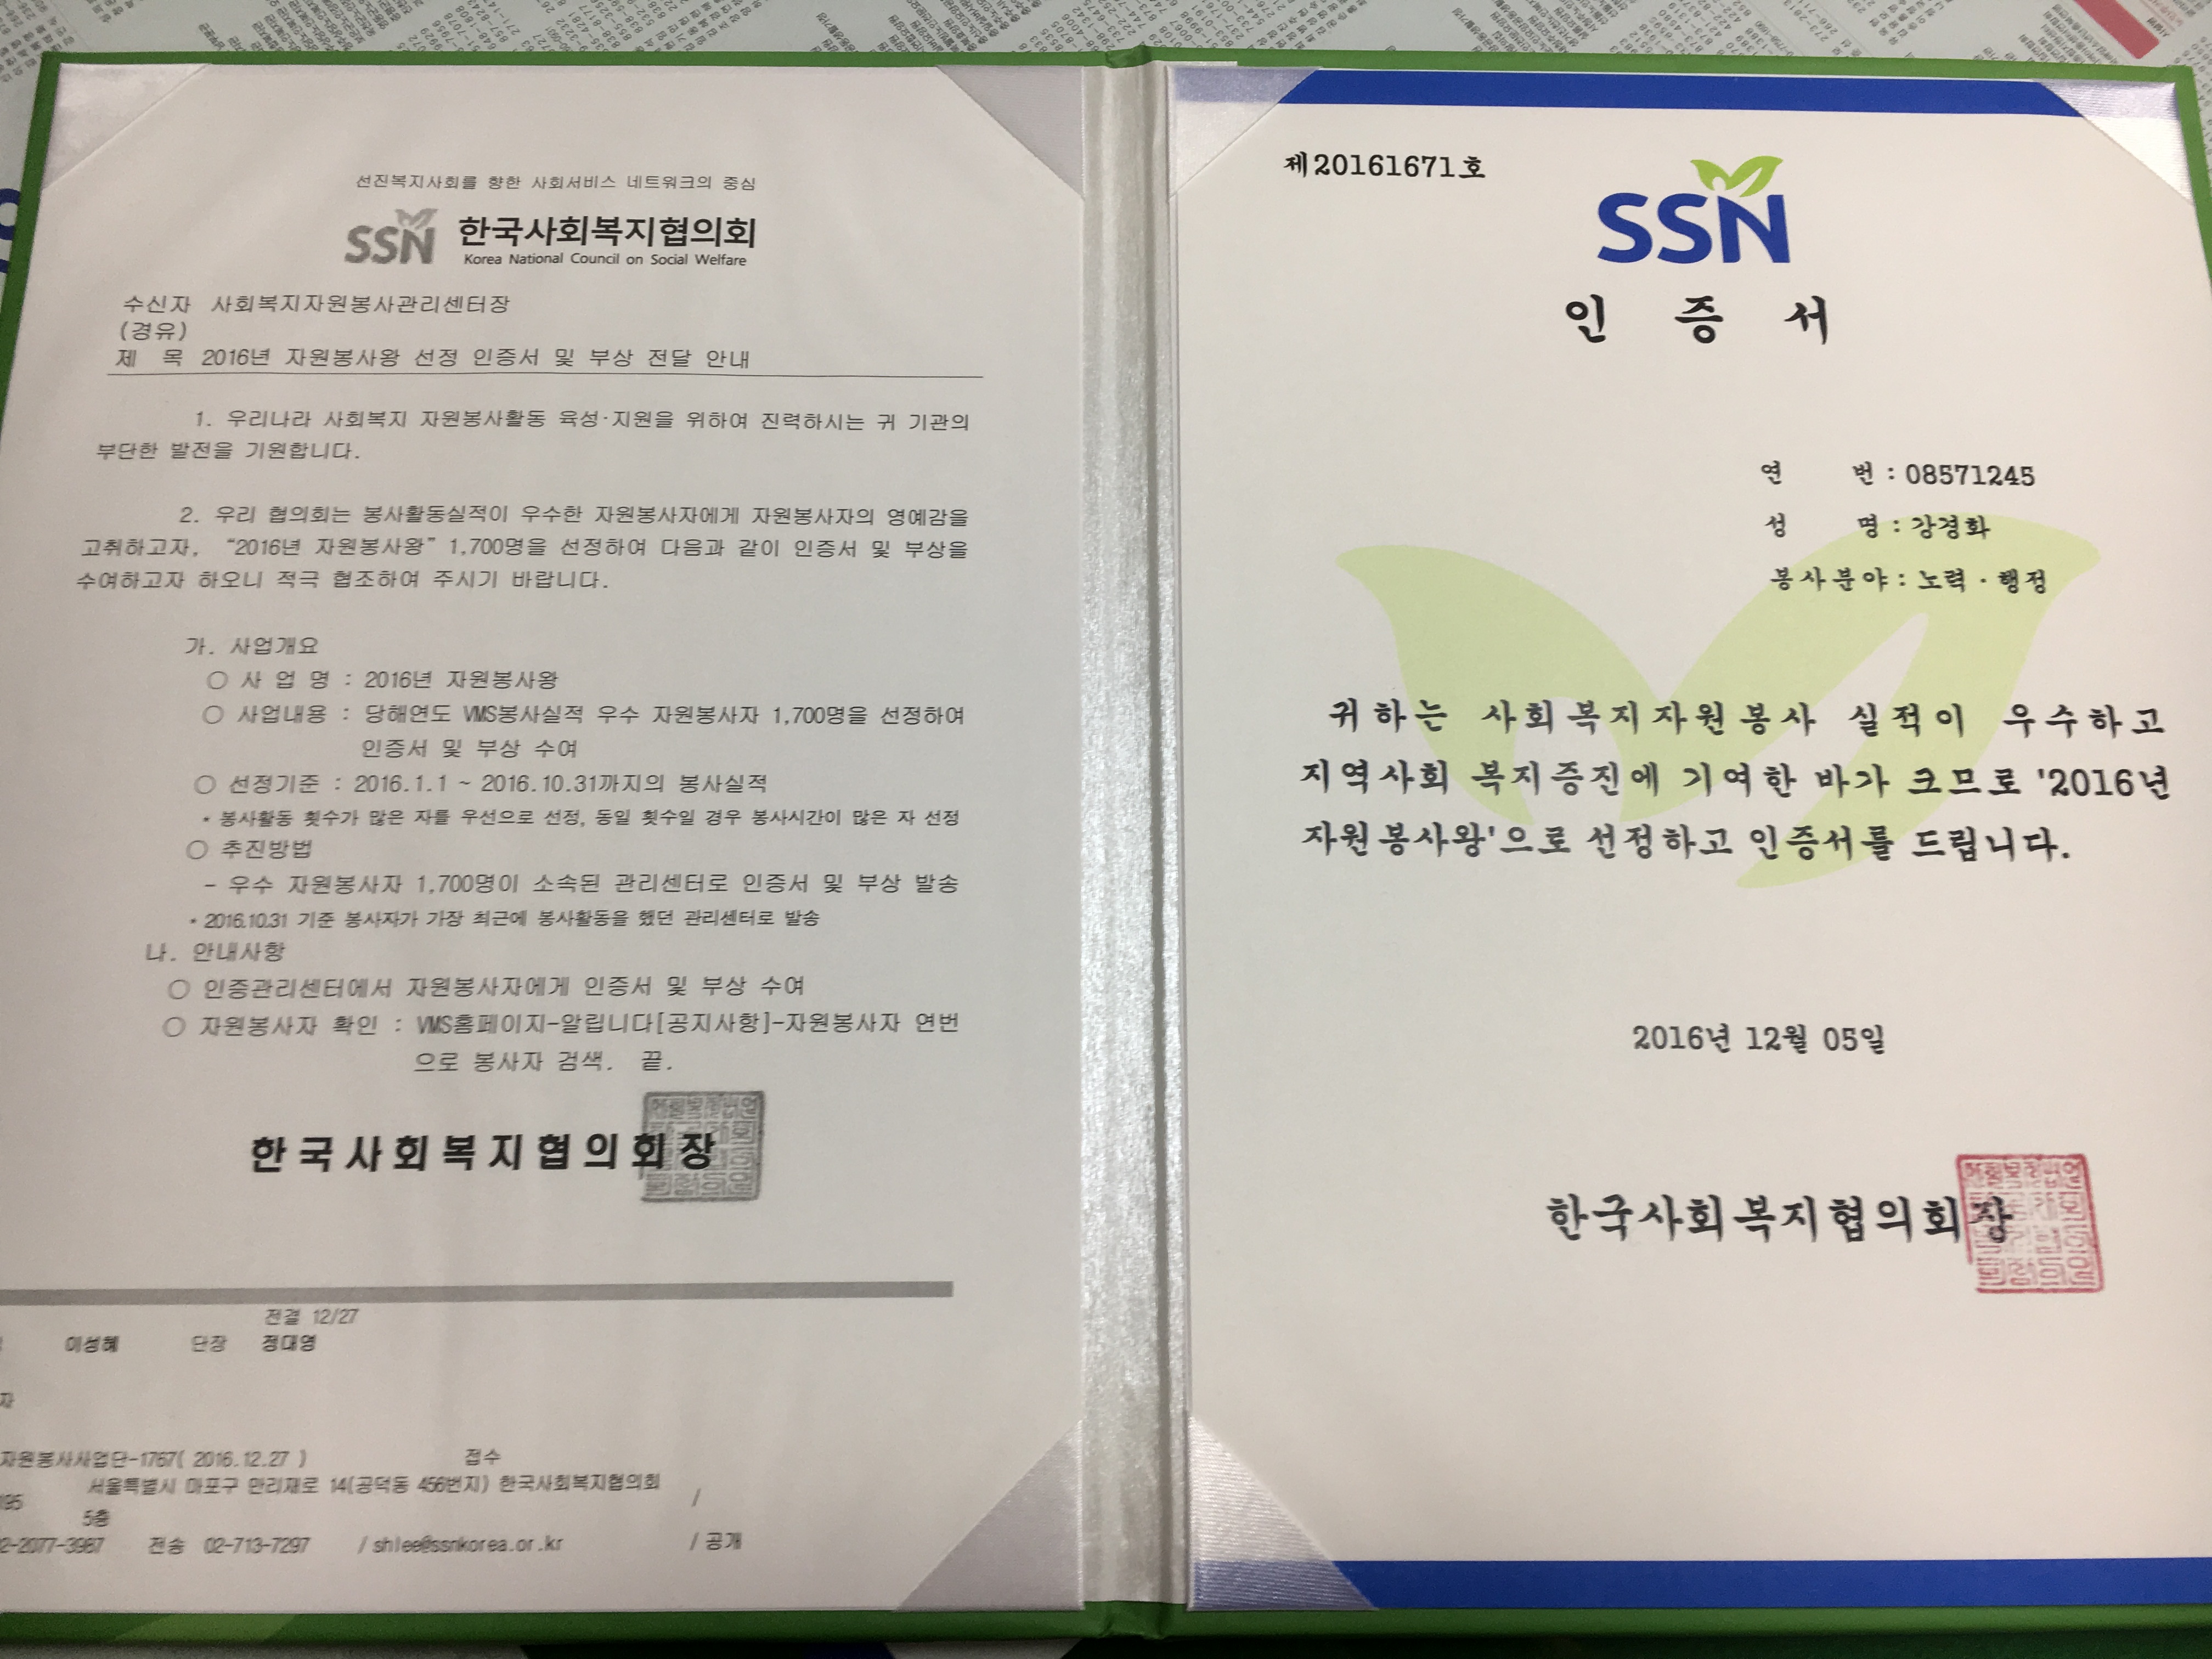 선진복지사회를 향한 사회서비스 네트워크의 중심
SSN 한국사회복지협의회
Korea National Council on Social Welfare
수신자 사회복지자원봉사관리센터장
(경유)
제 목 2016년 자원봉사왕 선정 인증서 및 부상 전달 안내
1. 우리나라 사회복지 자원봉사활동 육성·지원을 위하여 진력하시는 귀 기관의
부단한 발전을 기원합니다.
2. 우리 협의회는 봉사활동실적이 우수한 자원봉사자에게 자원봉사자의 영예감을
고취하고자, “2016년 자원봉사왕” 1,700명을 선정하여 다음과 같이 인증서 및 부상을
수여하고자 하오니 적극 협조하여 주시기 바랍니다.
가. 사업개요
○ 사 업 명 : 2016년 자원봉사왕
○ 사업내용 : 당해연도 VMS봉사실적 우수 자원봉사자 1,700명을 선정하여
인증서 및 부상 수여
○ 선정기준 : 2016.1.1 ~ 2016.10.31까지의 봉사실적
* 봉사활동 횟수가 많은 자를 우선으로 선정, 동일 횟수일 경우 봉사시간이 많은 자 선정
○ 추진방법
- 우수 자원봉사자 1,700명이 소속된 관리센터로 인증서 및 부상 발송
* 2016.10.31 기준 봉사자가 가장 최근에 봉사활동을 했던 관리센터로 발송
나. 안내사항
○ 인증관리센터에서 자원봉사자에게 인증서 및 부상 수여
○ 자원봉사자 확인 : VMS홈페이지-알립니다[공지사항]-자원봉사자 연번
으로 봉사자 검색. 끝.
한국사회복지협의회장
전결 12/27
이성혜 단장 정대영
자
자원봉사사업단-1767( 2016.12.27 ) 접수
서울특별시 마포구 만리재로 14(공덕동 456번지) 한국사회복지협의회 /
195 5층
2-2077-3987 전송 02-713-7297 / shlee@ssnkorea.or.kr / 공개
제20161671호
SSN
인 증 서
연 번 : 08571245
성 명 : 강경화
봉사분야 : 노력·행정
귀하는 사회복지자원봉사 실적이 우수하고
지역사회 복지증진에 기여한 바가 크므로 '2016년
자원봉사왕'으로 선정하고 인증서를 드립니다.
2016년 12월 05일
한국사회복지협의회장